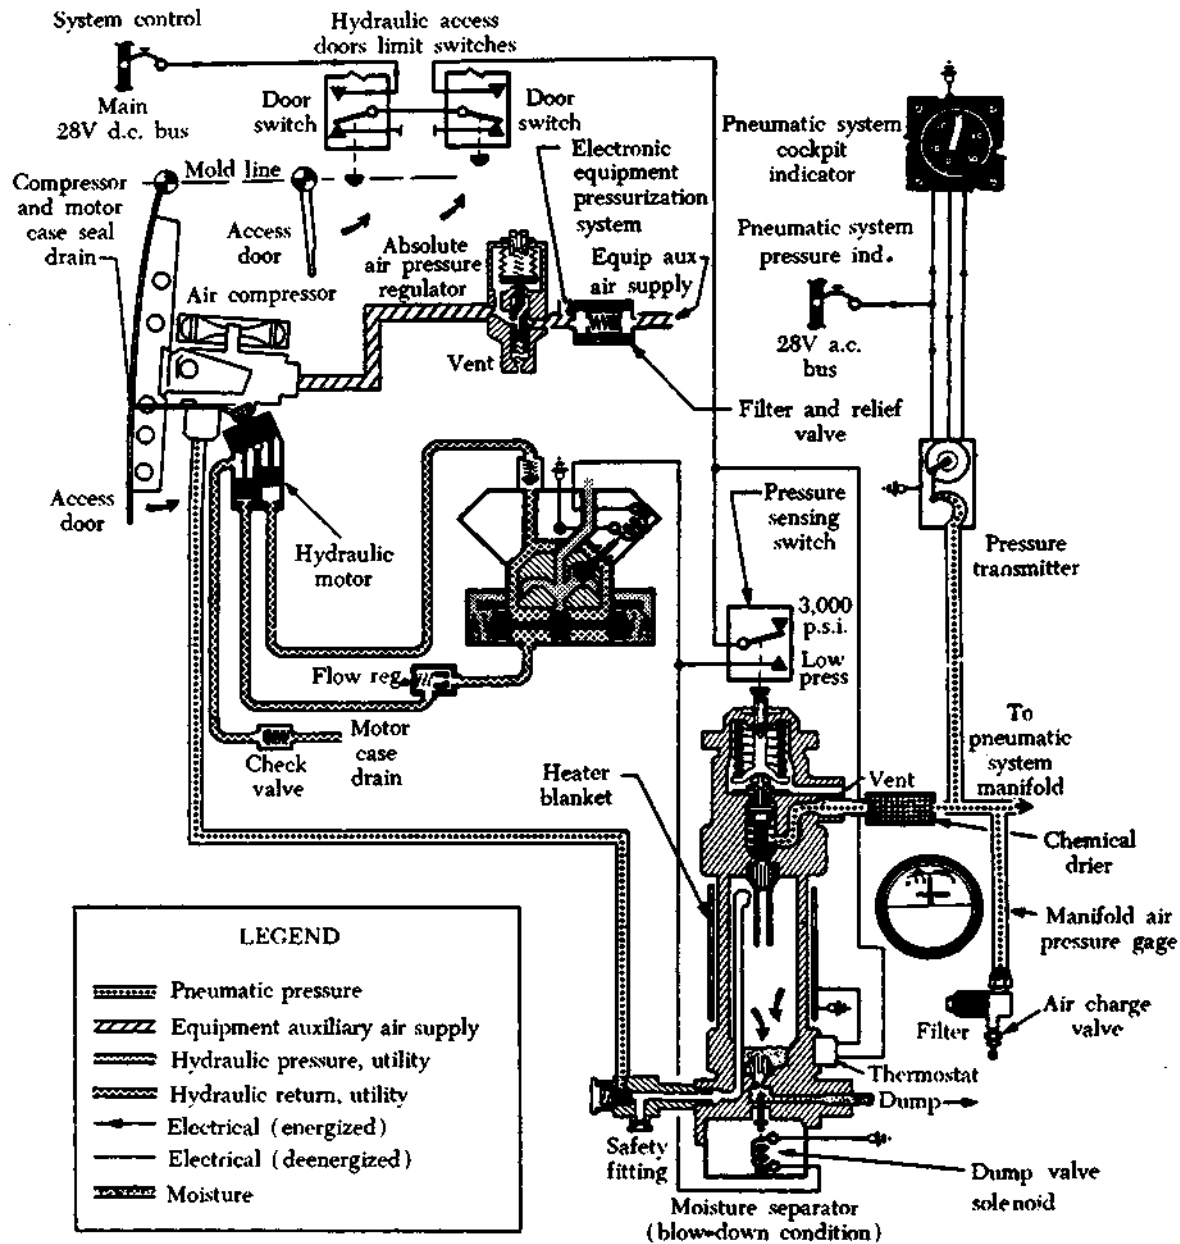 System control
Hydraulic access
doors limit switches
Main
28V d.c. bus
Door
switch
Door
switch
Pneumatic system
cockpit
indicator
Electronic
equipment
pressurization
system
Mold line
Compressor
and motor
case seal
drain
Access
door
Absolute
air pressure
regulator
Equip aux
air supply
Pneumatic system
pressure ind.
Air compressor
Vent
28V a.c.
bus
Filter and relief
valve
Access
door
Hydraulic
motor
Pressure
sensing
switch
Pressure
transmitter
3,000
p.s.i.
Low
press
Flow reg
Motor
case
drain
Check
valve
Heater
blanket
Vent
To
pneumatic
system
manifold
Chemical
drier
Manifold air
pressure gage
Filter
Air charge
valve
Thermostat
Dump
Safety
fitting
Dump valve
solenoid
Moisture separator
(blow-down condition)
LEGEND
Pneumatic pressure
Equipment auxiliary air supply
Hydraulic pressure, utility
Hydraulic return, utility
Electrical (energized)
Electrical (deenergized)
Moisture